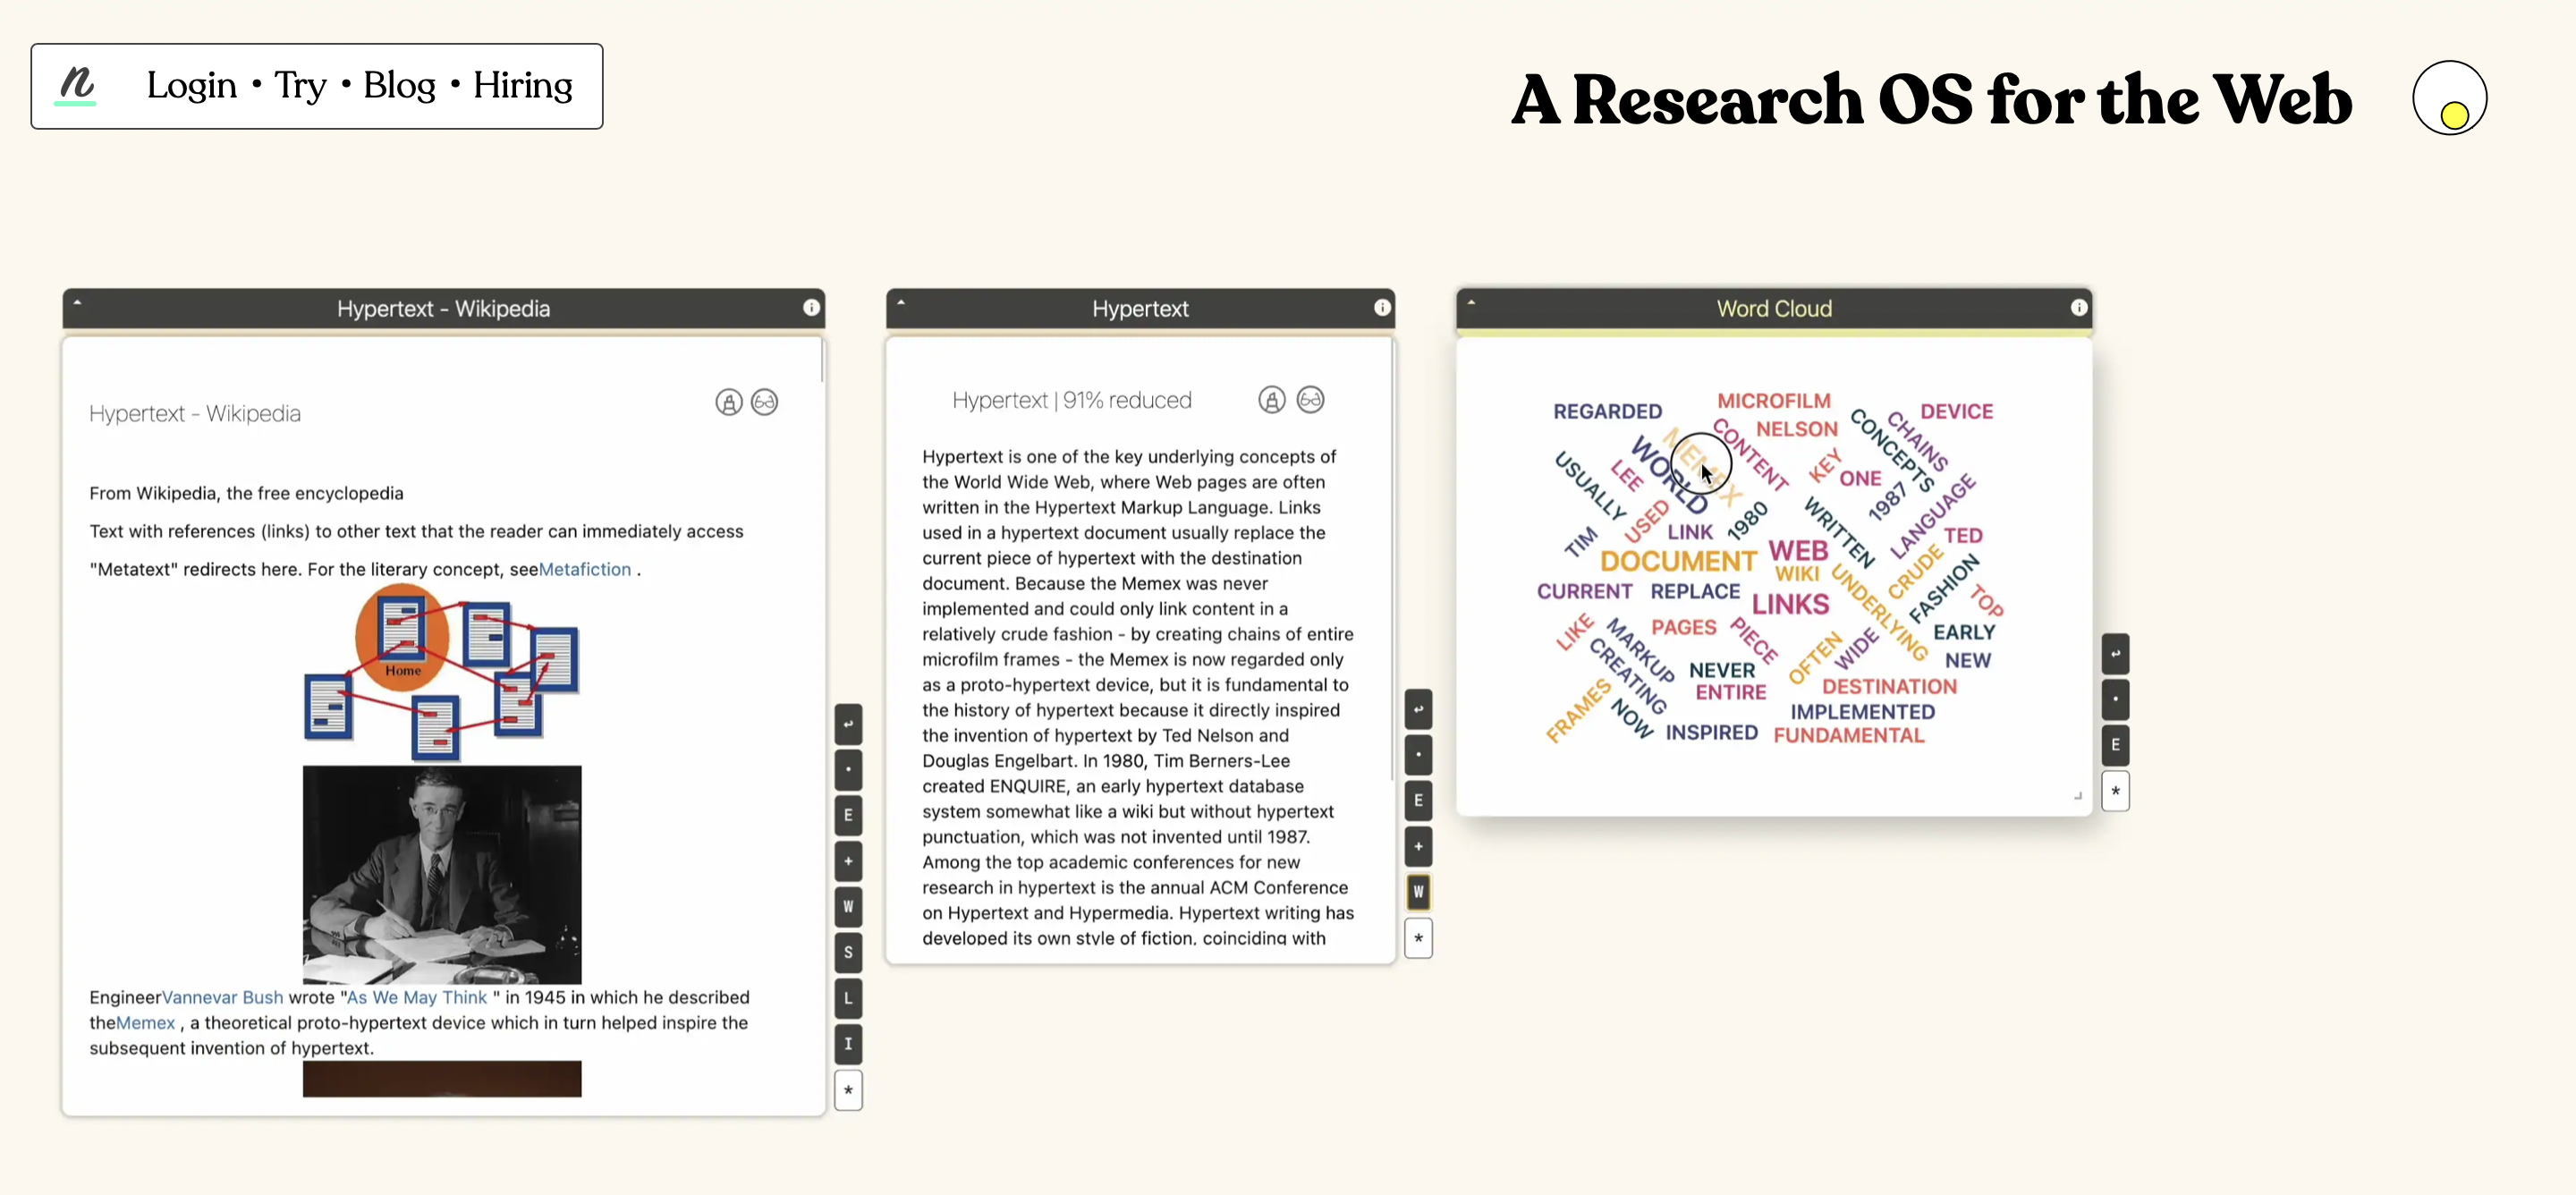 n Login • Try • Blog • Hiring
A Research OS for the Web
Hypertext - Wikipedia
Hypertext - Wikipedia
From Wikipedia, the free encyclopedia
Text with references (links) to other text that the reader can immediately access
"Metatext" redirects here. For the literary concept, seeMetafiction .
Home
EngineerVannevar Bush wrote "As We May Think " in 1945 in which he described
theMemex , a theoretical proto-hypertext device which in turn helped inspire the
subsequent invention of hypertext.
E
+
W
S
L
I
*
Hypertext
Hypertext | 91% reduced
Hypertext is one of the key underlying concepts of
the World Wide Web, where Web pages are often
written in the Hypertext Markup Language. Links
used in a hypertext document usually replace the
current piece of hypertext with the destination
document. Because the Memex was never
implemented and could only link content in a
relatively crude fashion - by creating chains of entire
microfilm frames - the Memex is now regarded only
as a proto-hypertext device, but it is fundamental to
the history of hypertext because it directly inspired
the invention of hypertext by Ted Nelson and
Douglas Engelbart. In 1980, Tim Berners-Lee
created ENQUIRE, an early hypertext database
system somewhat like a wiki but without hypertext
punctuation, which was not invented until 1987.
Among the top academic conferences for new
research in hypertext is the annual ACM Conference
on Hypertext and Hypermedia. Hypertext writing has
developed its own style of fiction, coinciding with
E
+
W
*
Word Cloud
REGARDED
MICROFILM
DEVICE
NELSON
CONCEPTS
CHAINS
CONTENT
MEMEX
WORLD
LEE
USUALLY
KEY
ONE
1987
LANGUAGE
USED
LINK
1980
WRITTEN
TIM
TED
DOCUMENT
WEB
WIKI
CRUDE
FASHION
UNDERLYING
CURRENT
REPLACE
LINKS
TOP
LIKE
MARKUP
PAGES
PIECE
OFTEN
WIDE
EARLY
CREATING
NEVER
NEW
ENTIRE
DESTINATION
FRAMES
NOW
IMPLEMENTED
INSPIRED
FUNDAMENTAL
E
*